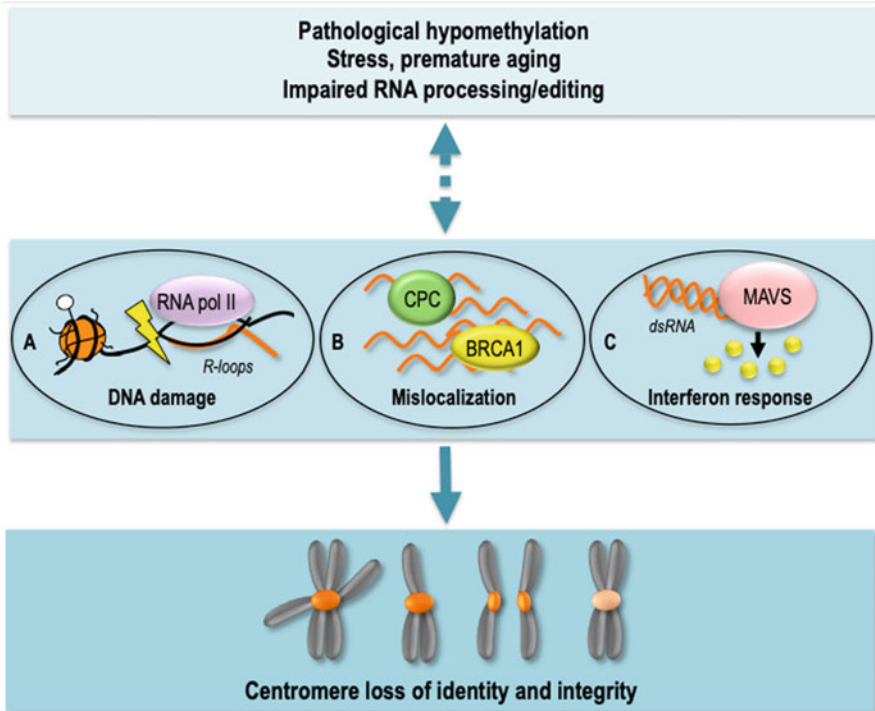 Pathological hypomethylation
Stress, premature aging
Impaired RNA processing/editing
A
RNA pol II
R-loops
DNA damage
B
CPC
BRCA1
Mislocalization
C
MAVS
dsRNA
Interferon response
Centromere loss of identity and integrity